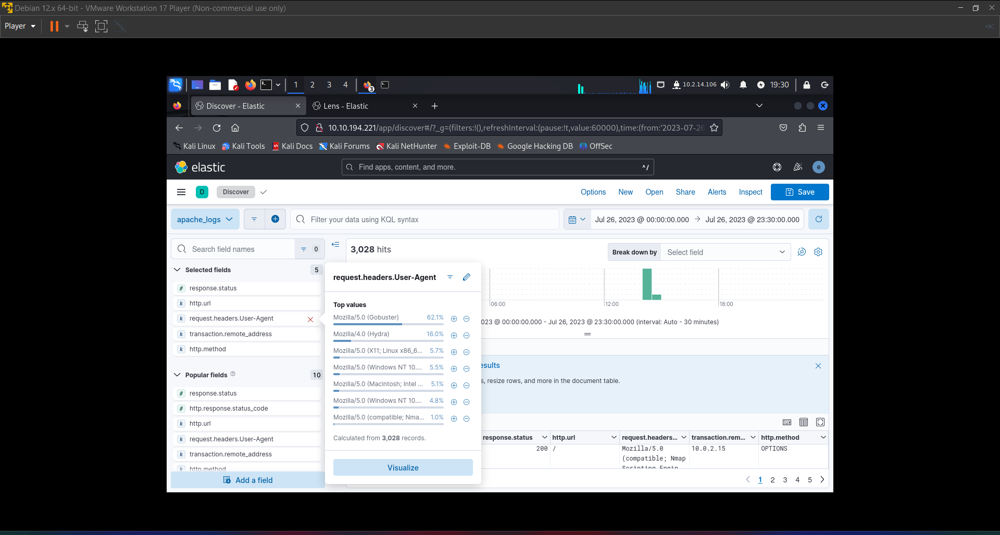 Debian 12.x 64-bit - VMware Workstation 17 Player (Non-commercial use only)
Player
1 2 3 4 3 10.2.14.106 19:30
Discover - Elastic Lens - Elastic
10.10.194.221/app/discover#/?_g=(filters:!(),refreshInterval:(pause:!t,value:60000),time:(from:'2023-07-26
Kali Linux Kali Tools Kali Docs Kali Forums Kali NetHunter Exploit-DB Google Hacking DB OffSec
elastic Find apps, content, and more. ^/ e
D Discover Options New Open Share Alerts Inspect Save
apache_logs Filter your data using KQL syntax Jul 26, 2023 @ 00:00:00.000 → Jul 26, 2023 @ 23:30:00.000
Search field names 0
3,028 hits Break down by Select field
Selected fields 5
# response.status
k http.url
k request.headers.User-Agent
k transaction.remote_address
k http.method
Popular fields 10
# response.status
k http.response.status_code
k http.url
k request.headers.User-Agent
k transaction.remote_address
k http.method
Add a field
request.headers.User-Agent
Top values
Mozilla/5.0 (Gobuster) 62.1%
Mozilla/4.0 (Hydra) 16.0%
Mozilla/5.0 (X11; Linux x86_6... 5.7%
Mozilla/5.0 (Windows NT 10.... 5.5%
Mozilla/5.0 (Macintosh; Intel ... 5.1%
Mozilla/5.0 (Windows NT 10.... 4.8%
Mozilla/5.0 (compatible; Nma... 1.0%
Calculated from 3,028 records.
Visualize
06:00 12:00 18:00
023 @ 00:00:00.000 - Jul 26, 2023 @ 23:30:00.000 (interval: Auto - 30 minutes)
esults
s, resize rows, and more in the document table.
response.status http.url request.headers... transaction.rem... http.method
200 / Mozilla/5.0 10.0.2.15 OPTIONS
(compatible; Nmap
Scripting Engin
1 2 3 4 5